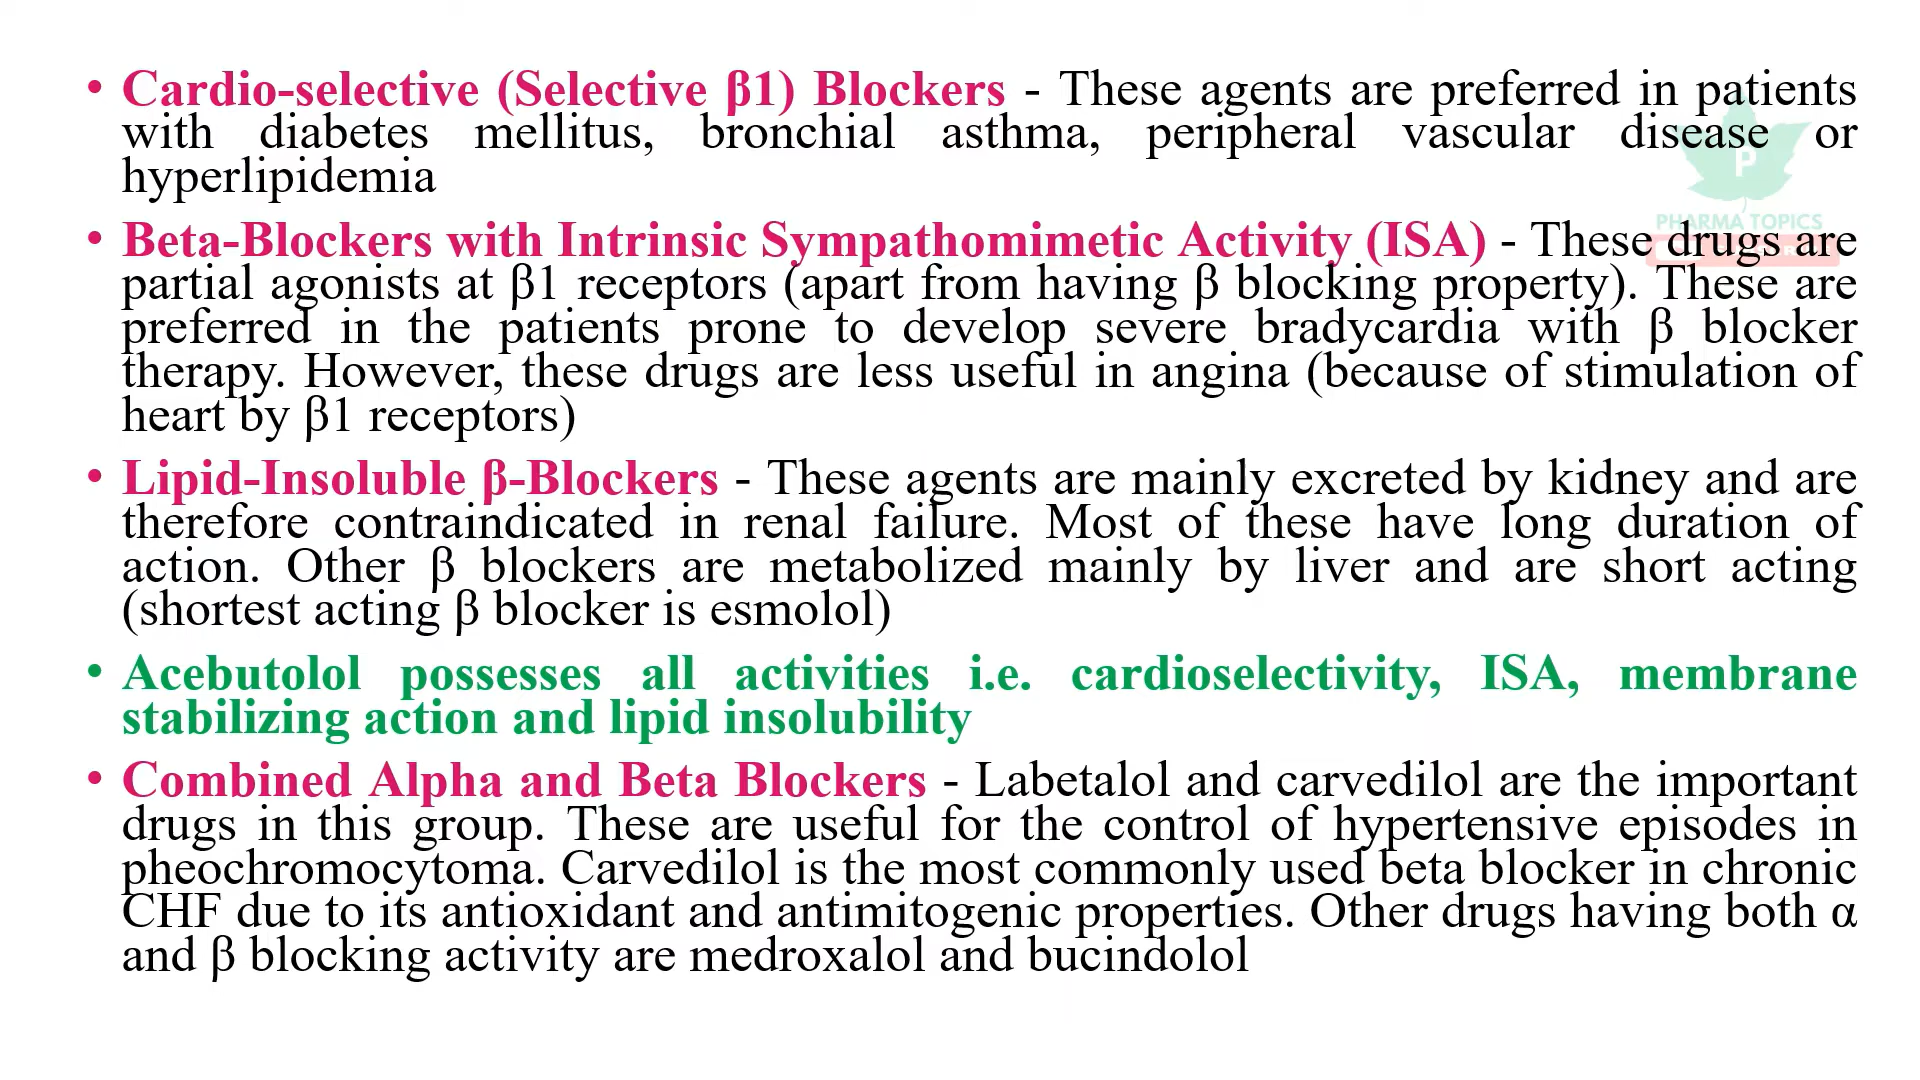 • Cardio-selective (Selective β1) Blockers - These agents are preferred in patients
with diabetes mellitus, bronchial asthma, peripheral vascular disease or
hyperlipidemia
• Beta-Blockers with Intrinsic Sympathomimetic Activity (ISA) - These drugs are
partial agonists at β1 receptors (apart from having β blocking property). These are
preferred in the patients prone to develop severe bradycardia with β blocker
therapy. However, these drugs are less useful in angina (because of stimulation of
heart by β1 receptors)
• Lipid-Insoluble β-Blockers - These agents are mainly excreted by kidney and are
therefore contraindicated in renal failure. Most of these have long duration of
action. Other β blockers are metabolized mainly by liver and are short acting
(shortest acting β blocker is esmolol)
• Acebutolol possesses all activities i.e. cardioselectivity, ISA, membrane
stabilizing action and lipid insolubility
• Combined Alpha and Beta Blockers - Labetalol and carvedilol are the important
drugs in this group. These are useful for the control of hypertensive episodes in
pheochromocytoma. Carvedilol is the most commonly used beta blocker in chronic
CHF due to its antioxidant and antimitogenic properties. Other drugs having both α
and β blocking activity are medroxalol and bucindolol
P
PHARMA TOPICS